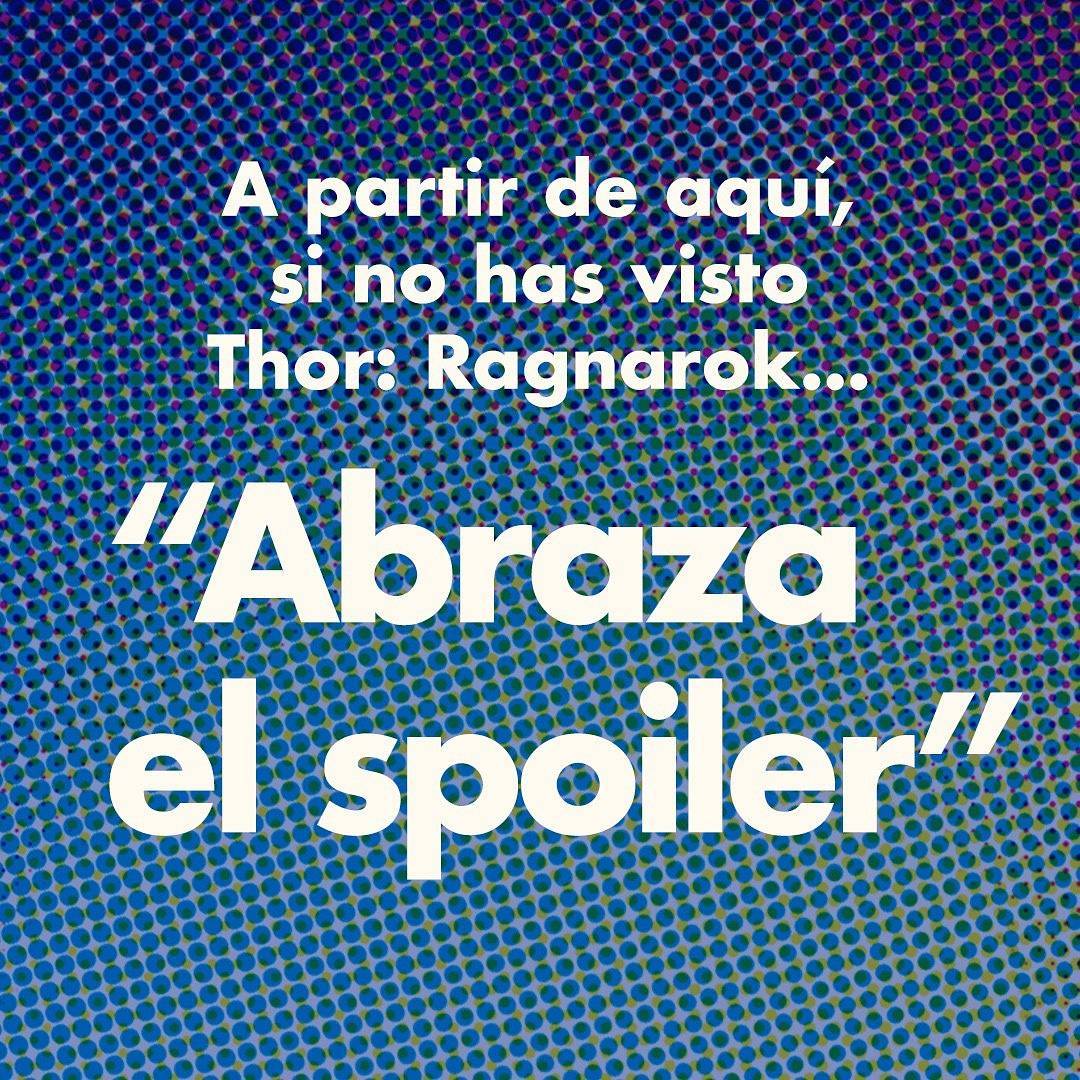 A partir de aquí,
si no has visto
Thor: Ragnarok...
“Abraza
el spoiler”